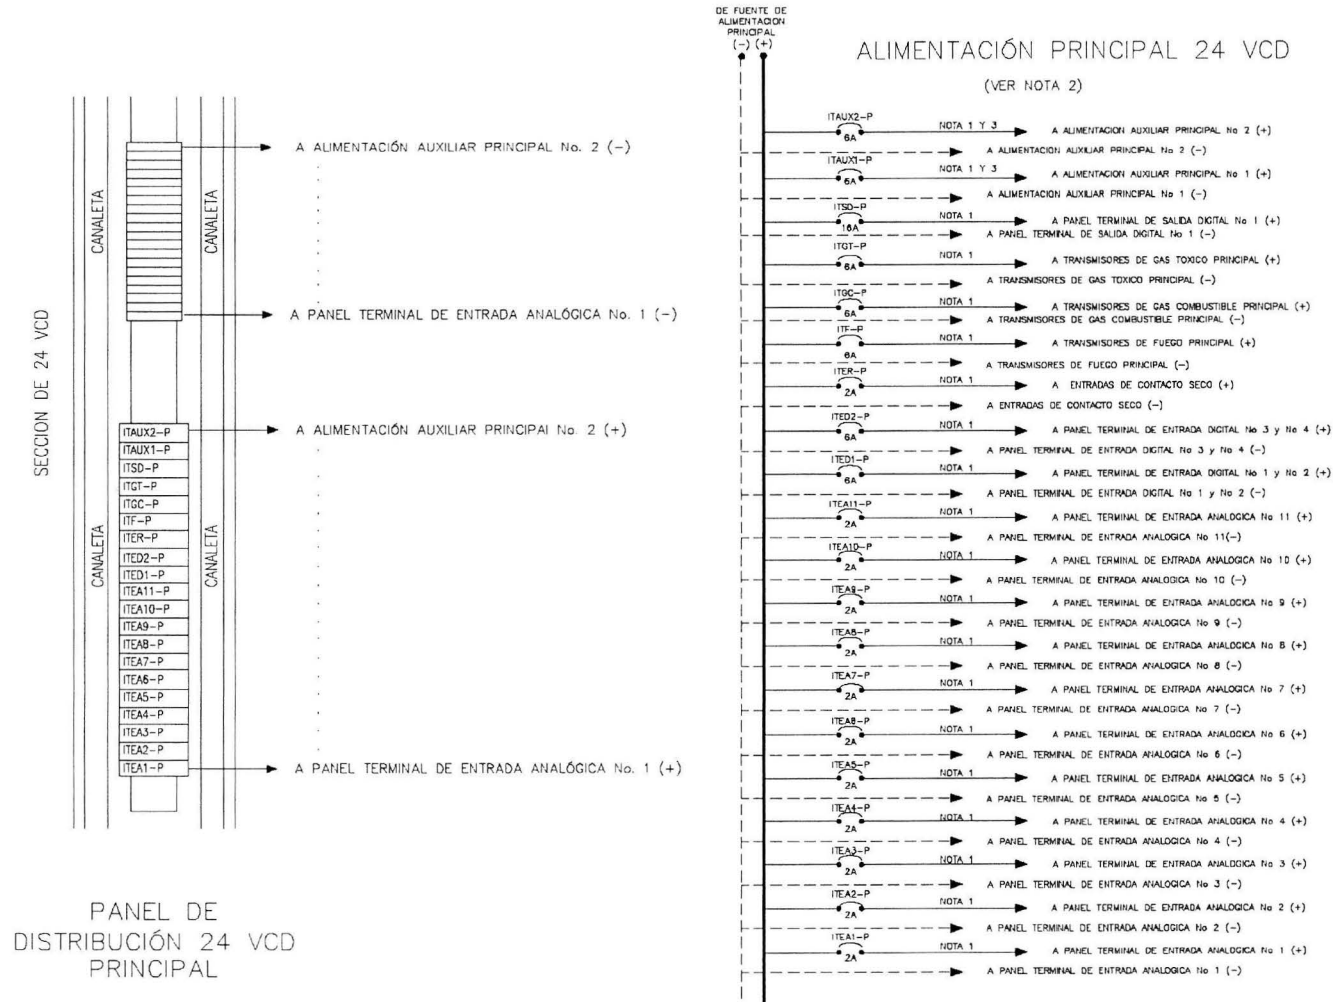 SECCION DE 24 VCD
CANALETA
CANALETA
CANALETA
CANALETA
A ALIMENTACIÓN AUXILIAR PRINCIPAL No. 2 (-)
A PANEL TERMINAL DE ENTRADA ANALÓGICA No. 1 (-)
A ALIMENTACIÓN AUXILIAR PRINCIPAl No. 2 (+)
A PANEL TERMINAL DE ENTRADA ANALÓGICA No. 1 (+)
ITAUX2-P
ITAUX1-P
ITSD-P
ITGT-P
ITGC-P
ITF-P
ITER-P
ITED2-P
ITED1-P
ITEA11-P
ITEA10-P
ITEA9-P
ITEA8-P
ITEA7-P
ITEA6-P
ITEA5-P
ITEA4-P
ITEA3-P
ITEA2-P
ITEA1-P
PANEL DE
DISTRIBUCIÓN 24 VCD
PRINCIPAL
DE FUENTE DE
ALIMENTACION
PRINCIPAL
(-) (+)
ALIMENTACIÓN PRINCIPAL 24 VCD
(VER NOTA 2)
ITAUX2-P 6A NOTA 1 Y 3 A ALIMENTACION AUXILIAR PRINCIPAL No 2 (+)
A ALIMENTACION AUXILIAR PRINCIPAL No 2 (-)
ITAUX1-P 6A NOTA 1 Y 3 A ALIMENTACION AUXILIAR PRINCIPAL No 1 (+)
A ALIMENTACION AUXILIAR PRINCIPAL No 1 (-)
ITSD-P 16A NOTA 1 A PANEL TERMINAL DE SALIDA DIGITAL No 1 (+)
A PANEL TERMINAL DE SALIDA DIGITAL No 1 (-)
ITGT-P 6A NOTA 1 A TRANSMISORES DE GAS TOXICO PRINCIPAL (+)
A TRANSMISORES DE GAS TOXICO PRINCIPAL (-)
ITGC-P 6A NOTA 1 A TRANSMISORES DE GAS COMBUSTIBLE PRINCIPAL (+)
A TRANSMISORES DE GAS COMBUSTIBLE PRINCIPAL (-)
ITF-P 6A NOTA 1 A TRANSMISORES DE FUEGO PRINCIPAL (+)
A TRANSMISORES DE FUEGO PRINCIPAL (-)
ITER-P 2A NOTA 1 A ENTRADAS DE CONTACTO SECO (+)
A ENTRADAS DE CONTACTO SECO (-)
ITED2-P 6A NOTA 1 A PANEL TERMINAL DE ENTRADA DIGITAL No 3 y No 4 (+)
A PANEL TERMINAL DE ENTRADA DIGITAL No 3 y No 4 (-)
ITED1-P 6A NOTA 1 A PANEL TERMINAL DE ENTRADA DIGITAL No 1 y No 2 (+)
A PANEL TERMINAL DE ENTRADA DIGITAL No 1 y No 2 (-)
ITEA11-P 2A NOTA 1 A PANEL TERMINAL DE ENTRADA ANALOGICA No 11 (+)
A PANEL TERMINAL DE ENTRADA ANALOGICA No 11(-)
ITEA10-P 2A NOTA 1 A PANEL TERMINAL DE ENTRADA ANALOGICA No 10 (+)
A PANEL TERMINAL DE ENTRADA ANALOGICA No 10 (-)
ITEA9-P 2A NOTA 1 A PANEL TERMINAL DE ENTRADA ANALOGICA No 9 (+)
A PANEL TERMINAL DE ENTRADA ANALOGICA No 9 (-)
ITEA8-P 2A NOTA 1 A PANEL TERMINAL DE ENTRADA ANALOGICA No 8 (+)
A PANEL TERMINAL DE ENTRADA ANALOGICA No 8 (-)
ITEA7-P 2A NOTA 1 A PANEL TERMINAL DE ENTRADA ANALOGICA No 7 (+)
A PANEL TERMINAL DE ENTRADA ANALOGICA No 7 (-)
ITEA6-P 2A NOTA 1 A PANEL TERMINAL DE ENTRADA ANALOGICA No 6 (+)
A PANEL TERMINAL DE ENTRADA ANALOGICA No 6 (-)
ITEA5-P 2A NOTA 1 A PANEL TERMINAL DE ENTRADA ANALOGICA No 5 (+)
A PANEL TERMINAL DE ENTRADA ANALOGICA No 5 (-)
ITEA4-P 2A NOTA 1 A PANEL TERMINAL DE ENTRADA ANALOGICA No 4 (+)
A PANEL TERMINAL DE ENTRADA ANALOGICA No 4 (-)
ITEA3-P 2A NOTA 1 A PANEL TERMINAL DE ENTRADA ANALOGICA No 3 (+)
A PANEL TERMINAL DE ENTRADA ANALOGICA No 3 (-)
ITEA2-P 2A NOTA 1 A PANEL TERMINAL DE ENTRADA ANALOGICA No 2 (+)
A PANEL TERMINAL DE ENTRADA ANALOGICA No 2 (-)
ITEA1-P 2A NOTA 1 A PANEL TERMINAL DE ENTRADA ANALOGICA No 1 (+)
A PANEL TERMINAL DE ENTRADA ANALOGICA No 1 (-)